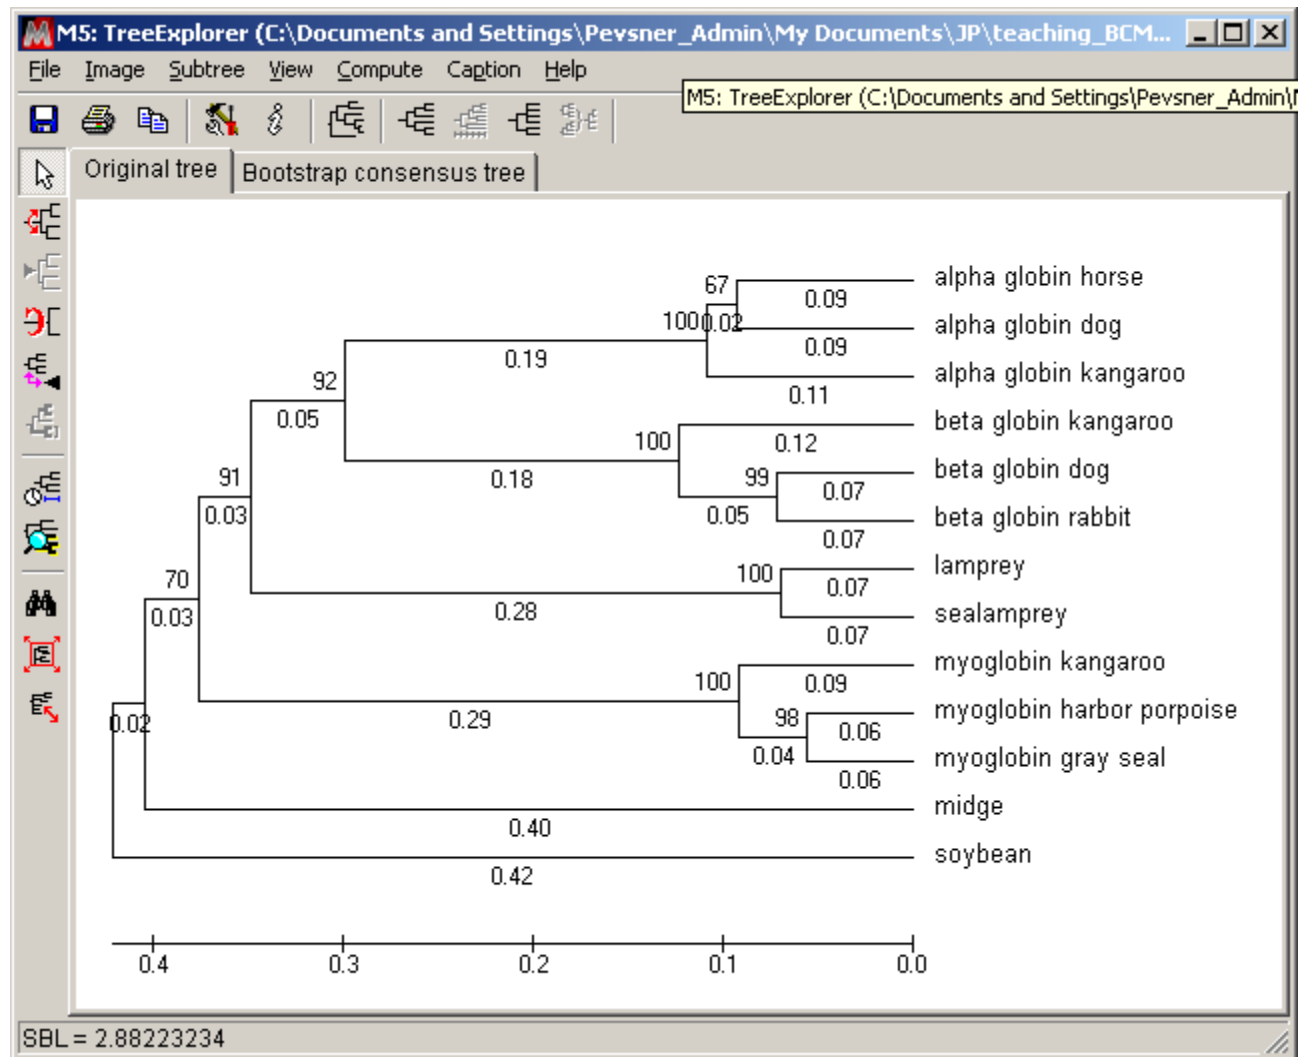 M5: TreeExplorer (C:\Documents and Settings\Pevsner_Admin\My Documents\JP\teaching_BCM...
File Image Subtree View Compute Caption Help
M5: TreeExplorer (C:\Documents and Settings\Pevsner_Admin\
Original tree Bootstrap consensus tree
67 alpha globin horse
0.09
100 0.02 alpha globin dog
0.19 0.09
92 alpha globin kangaroo
0.11
0.05 beta globin kangaroo
100 0.12
91 0.18 99 beta globin dog
0.07
0.03 0.05 beta globin rabbit
0.07
70 100 lamprey
0.07
0.03 0.28 sealamprey
0.07
100 myoglobin kangaroo
0.09
0.02 0.29 98 myoglobin harbor porpoise
0.06
0.04 myoglobin gray seal
0.06
midge
0.40
soybean
0.42
0.4 0.3 0.2 0.1 0.0
SBL = 2.88223234